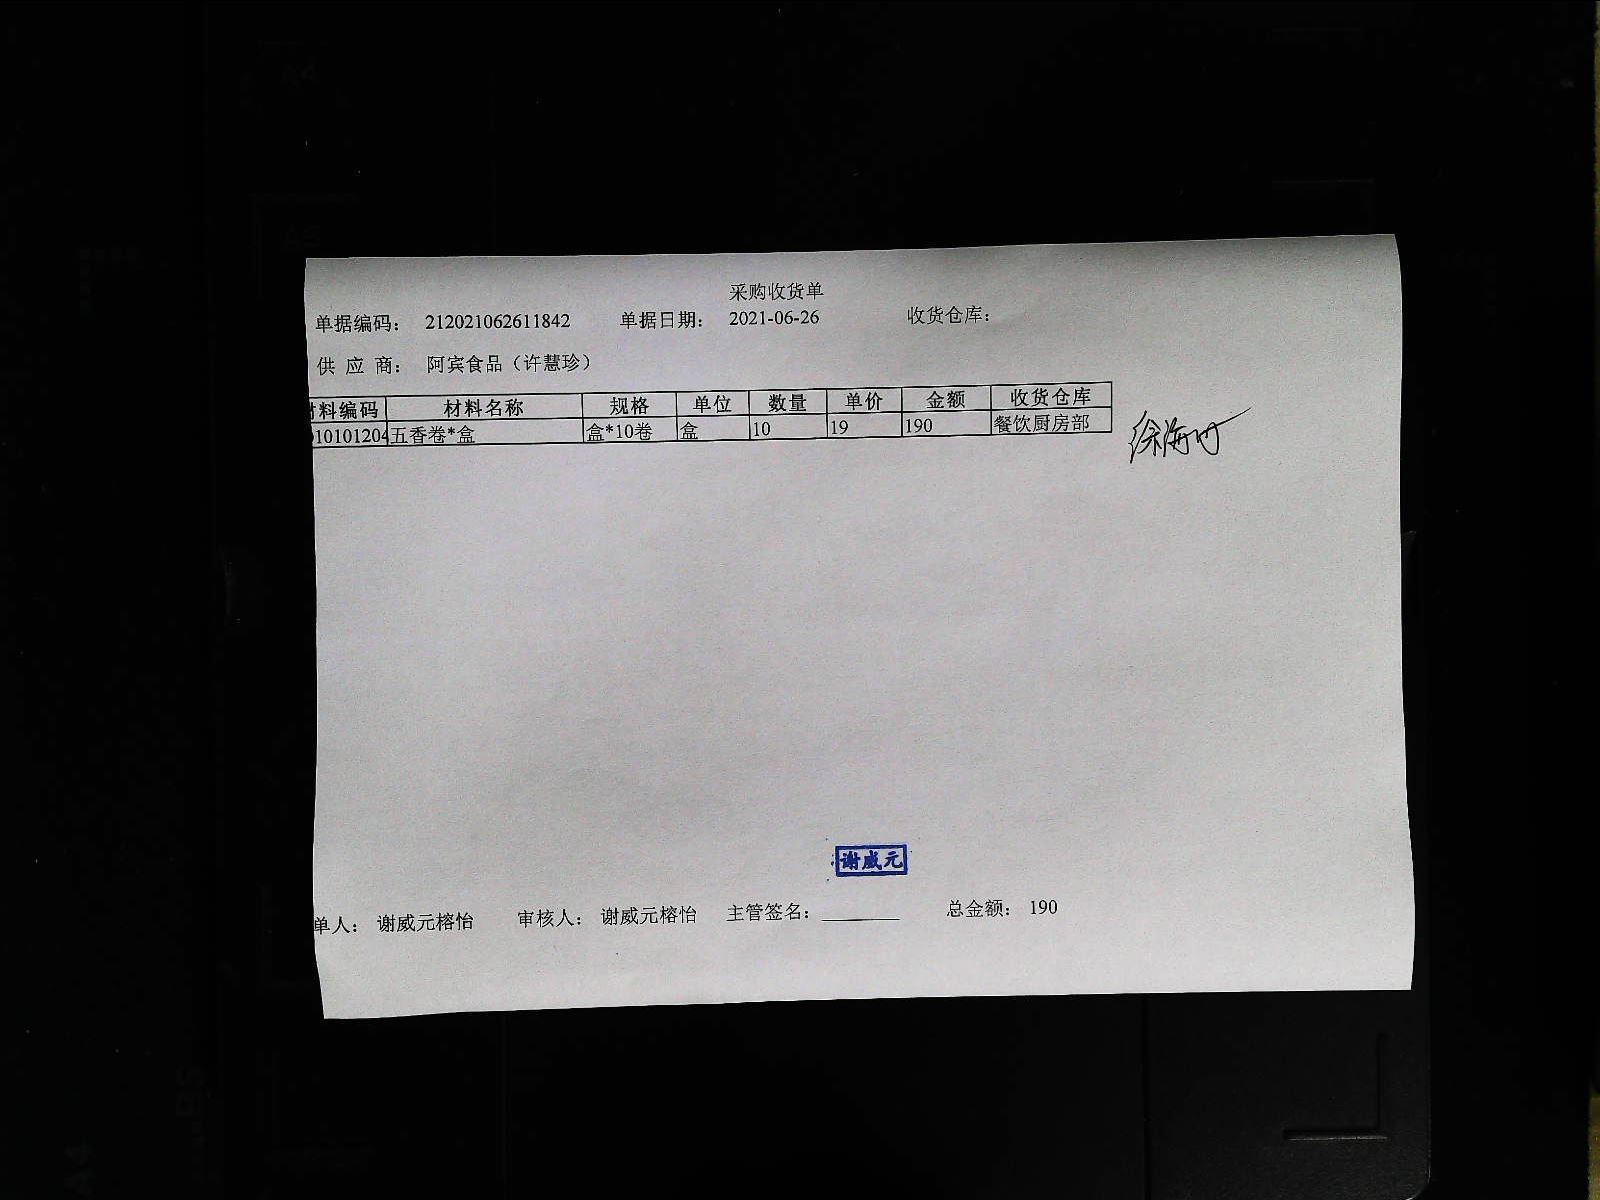 采购收货单
单据编码： 212021062611842 单据日期： 2021-06-26 收货仓库：
供 应 商： 阿宾食品（许慧珍）
材料编码 材料名称 规格 单位 数量 单价 金额 收货仓库
10101204 五香卷*盒 盒*10卷 盒 10 19 190 餐饮厨房部
谢威元
单人： 谢威元榕怡 审核人： 谢威元榕怡 主管签名： 总金额： 190